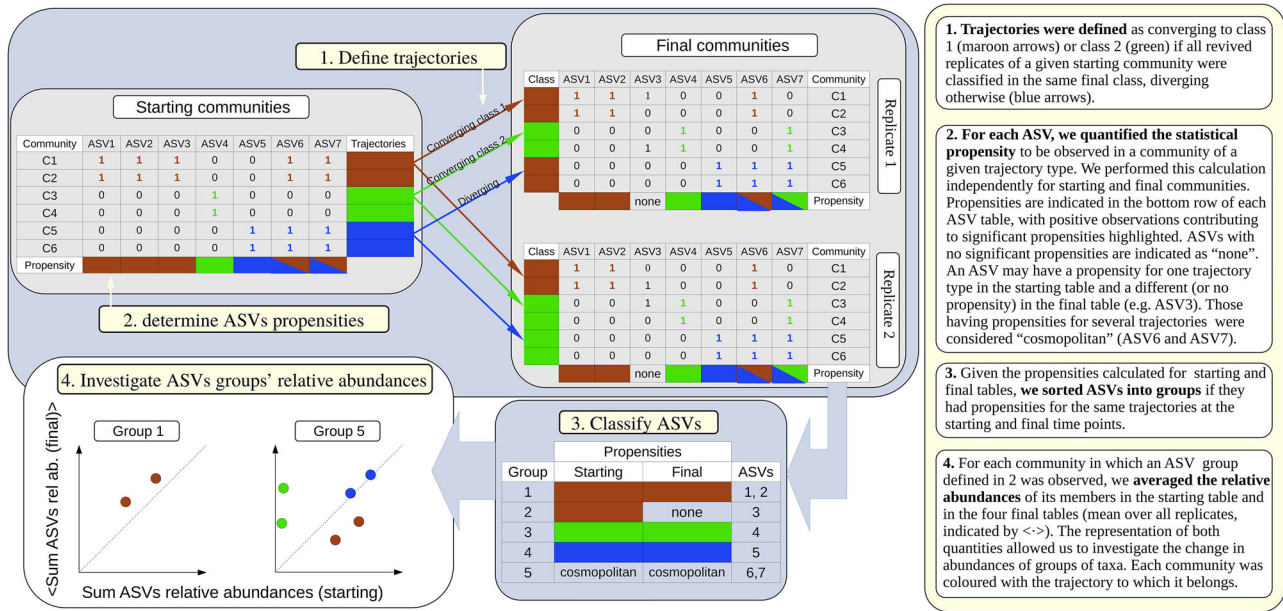 1. Define trajectories
Starting communities
Community ASV1 ASV2 ASV3 ASV4 ASV5 ASV6 ASV7 Trajectories
C1 1 1 1 0 0 1 1
C2 1 1 1 0 0 1 1
C3 0 0 0 1 0 0 0
C4 0 0 0 1 0 0 0
C5 0 0 0 0 1 1 1
C6 0 0 0 0 1 1 1
Propensity
2. determine ASVs propensities
Converging class 1
Converging class 2
Diverging
Final communities
Class ASV1 ASV2 ASV3 ASV4 ASV5 ASV6 ASV7 Community
1 1 1 0 0 1 0 C1
1 1 0 0 0 1 0 C2
0 0 0 1 0 0 1 C3
0 0 1 1 0 0 1 C4
0 0 0 0 1 1 1 C5
0 0 0 0 1 1 1 C6
none Propensity
Replicate 1
Class ASV1 ASV2 ASV3 ASV4 ASV5 ASV6 ASV7 Community
1 1 0 0 0 1 0 C1
1 1 1 0 0 1 0 C2
0 0 1 1 0 0 1 C3
0 0 0 1 0 0 1 C4
0 0 0 0 1 1 1 C5
0 0 0 0 1 1 1 C6
none Propensity
Replicate 2
4. Investigate ASVs groups' relative abundances
<Sum ASVs rel ab. (final)>
Group 1
Group 5
Sum ASVs relative abundances (starting)
3. Classify ASVs
Propensities
Group Starting Final ASVs
1 1, 2
2 none 3
3 4
4 5
5 cosmopolitan cosmopolitan 6,7
1. Trajectories were defined as converging to class
1 (maroon arrows) or class 2 (green) if all revived
replicates of a given starting community were
classified in the same final class, diverging
otherwise (blue arrows).
2. For each ASV, we quantified the statistical
propensity to be observed in a community of a
given trajectory type. We performed this calculation
independently for starting and final communities.
Propensities are indicated in the bottom row of each
ASV table, with positive observations contributing
to significant propensities highlighted. ASVs with
no significant propensities are indicated as “none”.
An ASV may have a propensity for one trajectory
type in the starting table and a different (or no
propensity) in the final table (e.g. ASV3). Those
having propensities for several trajectories were
considered “cosmopolitan” (ASV6 and ASV7).
3. Given the propensities calculated for starting and
final tables, we sorted ASVs into groups if they
had propensities for the same trajectories at the
starting and final time points.
4. For each community in which an ASV group
defined in 2 was observed, we averaged the relative
abundances of its members in the starting table and
in the four final tables (mean over all replicates,
indicated by <·>). The representation of both
quantities allowed us to investigate the change in
abundances of groups of taxa. Each community was
coloured with the trajectory to which it belongs.